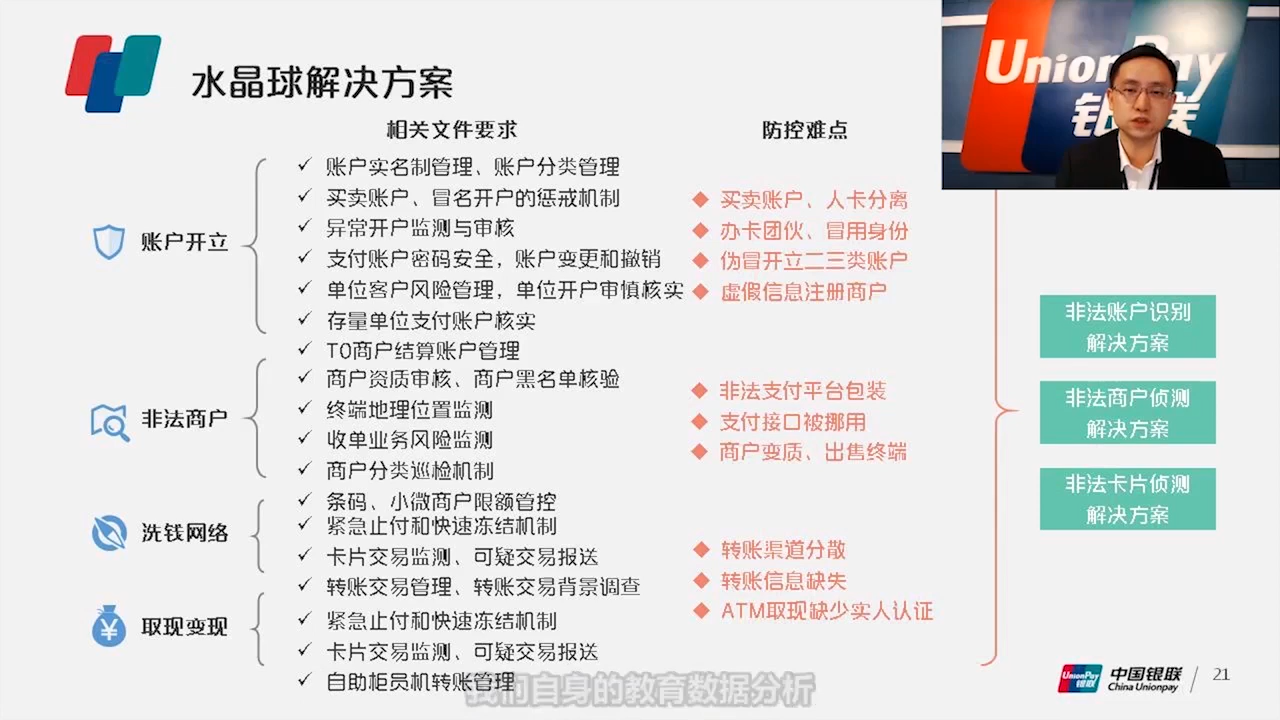 水晶球解决方案
UnionPay
银联
相关文件要求
防控难点
账户开立
✓ 账户实名制管理、账户分类管理
✓ 买卖账户、冒名开户的惩戒机制
✓ 异常开户监测与审核
✓ 支付账户密码安全，账户变更和撤销
✓ 单位客户风险管理，单位开户审慎核实
✓ 存量单位支付账户核实
◆ 买卖账户、人卡分离
◆ 办卡团伙、冒用身份
◆ 伪冒开立二三类账户
◆ 虚假信息注册商户
非法商户
✓ T0商户结算账户管理
✓ 商户资质审核、商户黑名单核验
✓ 终端地理位置监测
✓ 收单业务风险监测
✓ 商户分类巡检机制
◆ 非法支付平台包装
◆ 支付接口被挪用
◆ 商户变质、出售终端
洗钱网络
✓ 条码、小微商户限额管控
✓ 紧急止付和快速冻结机制
✓ 卡片交易监测、可疑交易报送
✓ 转账交易管理、转账交易背景调查
◆ 转账渠道分散
◆ 转账信息缺失
◆ ATM取现缺少实人认证
取现变现
✓ 紧急止付和快速冻结机制
✓ 卡片交易监测、可疑交易报送
✓ 自助柜员机转账管理
非法账户识别
解决方案
非法商户侦测
解决方案
非法卡片侦测
解决方案
我们自身的教育数据分析
UnionPay
银联
中国银联
China Unionpay
21